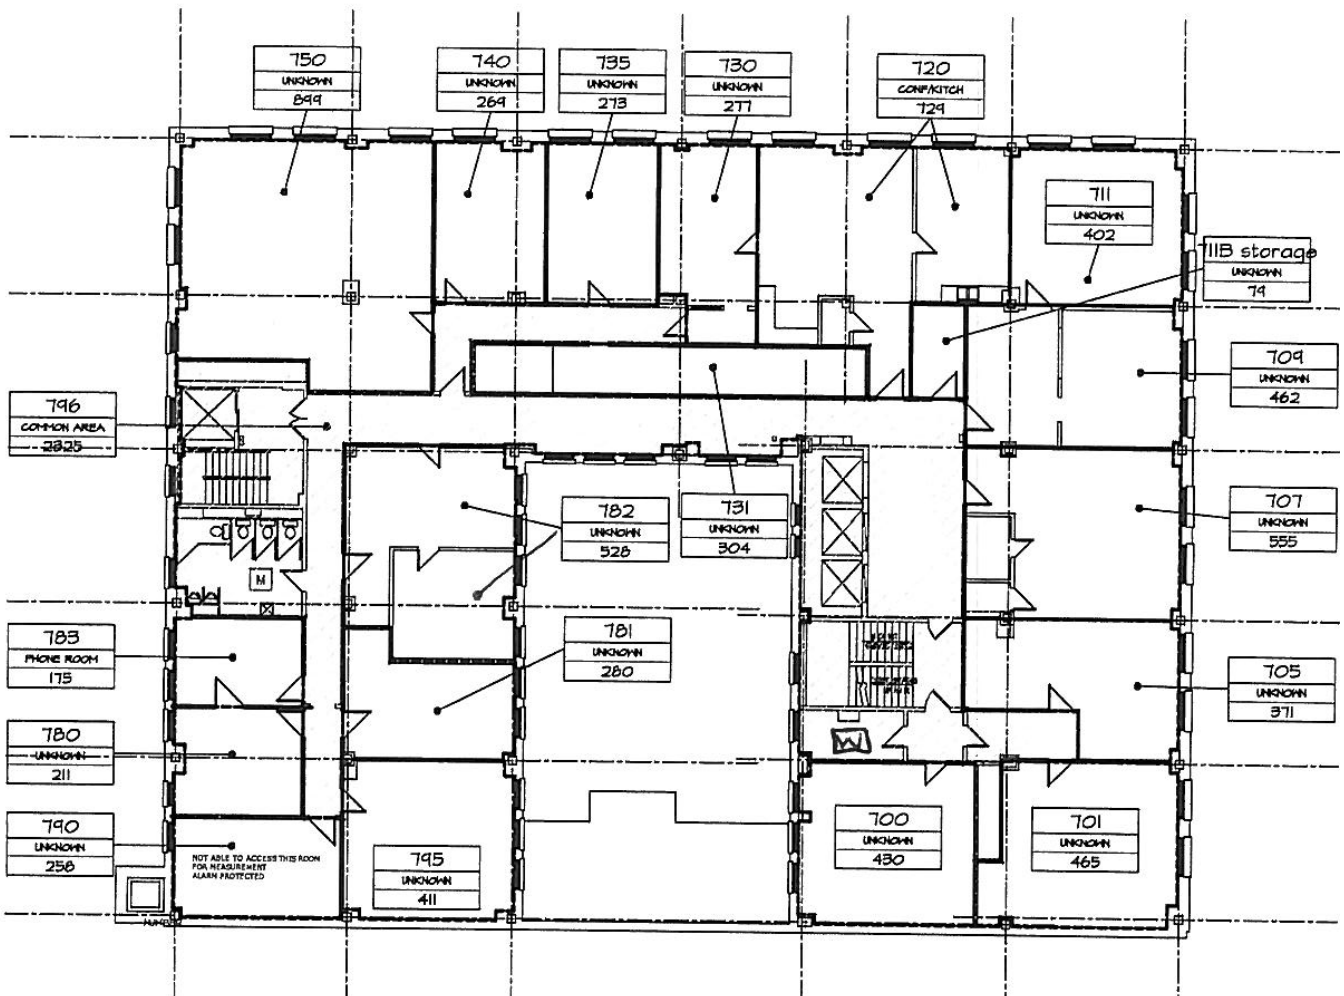 750
UNKNOWN
899
740
UNKNOWN
269
735
UNKNOWN
273
730
UNKNOWN
277
720
CONF/KITCH
729
711
UNKNOWN
402
711B storage
UNKNOWN
79
709
UNKNOWN
462
796
COMMON AREA
2325
707
UNKNOWN
555
782
UNKNOWN
528
731
UNKNOWN
304
M
783
PHONE ROOM
175
781
UNKNOWN
280
705
UNKNOWN
371
780
UNKNOWN
211
W
790
UNKNOWN
258
NOT ABLE TO ACCESS THIS ROOM
FOR MEASUREMENT
ALARM PROTECTED
795
UNKNOWN
411
700
UNKNOWN
430
701
UNKNOWN
465